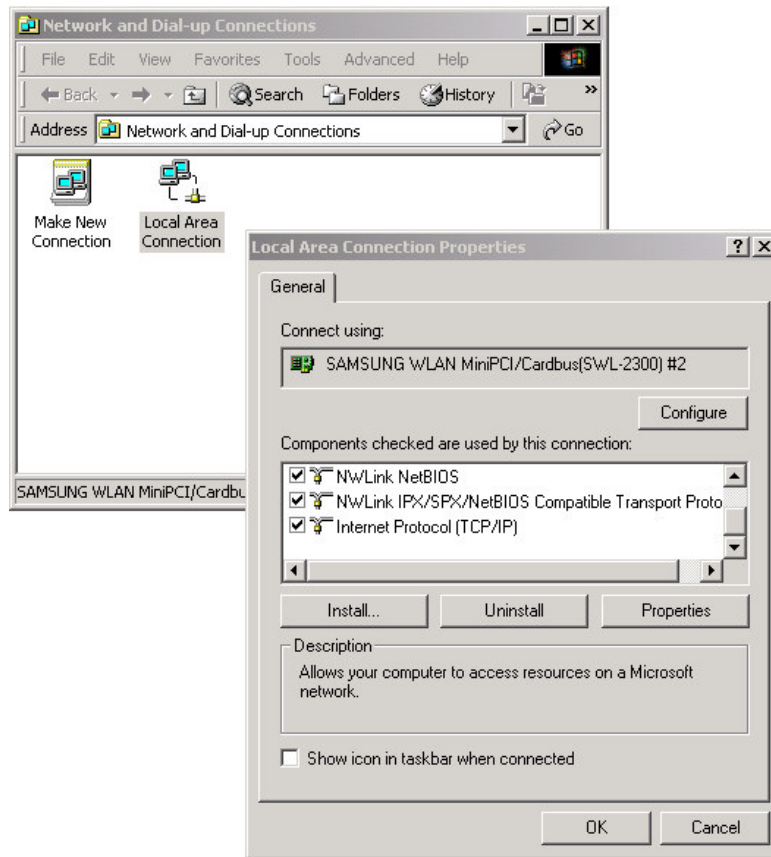 Network and Dial-up Connections
File Edit View Favorites Tools Advanced Help
Back Search Folders History »
Address Network and Dial-up Connections Go
Make New Connection
Local Area Connection
SAMSUNG WLAN MiniPCI/Cardbu
Local Area Connection Properties
General
Connect using:
SAMSUNG WLAN MiniPCI/Cardbus(SWL-2300) #2
Configure
Components checked are used by this connection:
NWLink NetBIOS
NWLink IPX/SPX/NetBIOS Compatible Transport Proto
Internet Protocol (TCP/IP)
Install... Uninstall Properties
Description
Allows your computer to access resources on a Microsoft
network.
Show icon in taskbar when connected
OK Cancel